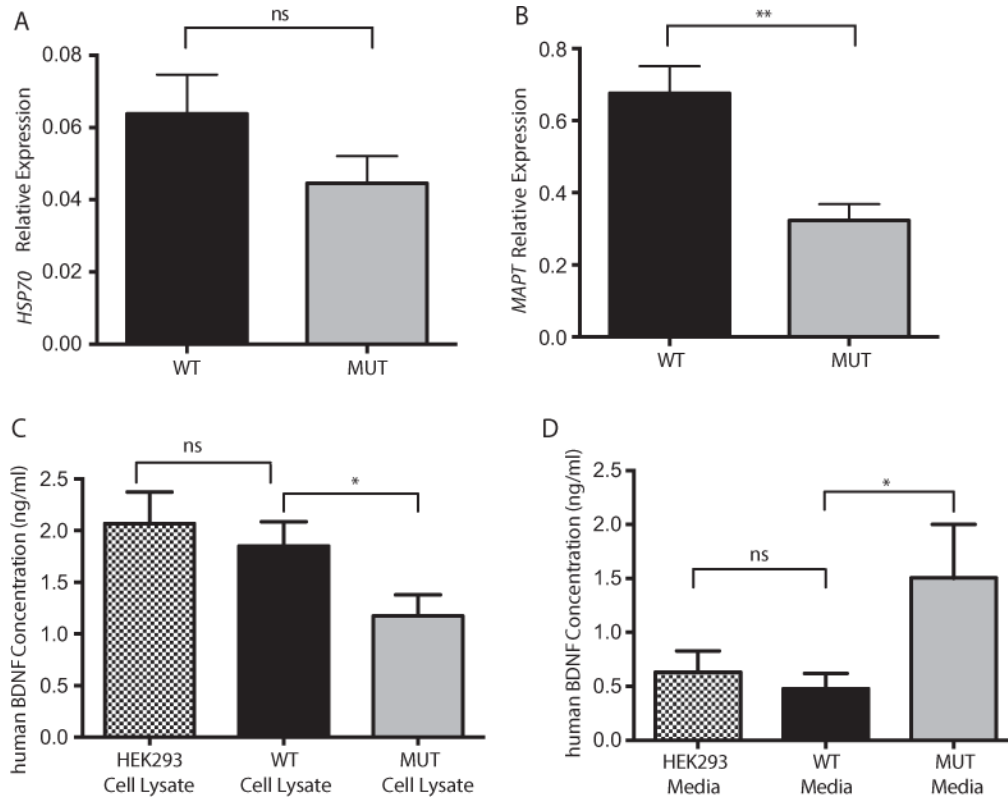 A
ns
HSP70 Relative Expression
0.08
0.06
0.04
0.02
0.00
WT
MUT
B
**
MAPT Relative Expression
0.8
0.6
0.4
0.2
0.0
WT
MUT
C
ns
*
human BDNF Concentration (ng/ml)
2.5
2.0
1.5
1.0
0.5
0.0
HEK293
Cell Lysate
WT
Cell Lysate
MUT
Cell Lysate
D
*
ns
human BDNF Concentration (ng/ml)
2.5
2.0
1.5
1.0
0.5
0.0
HEK293
Media
WT
Media
MUT
Media